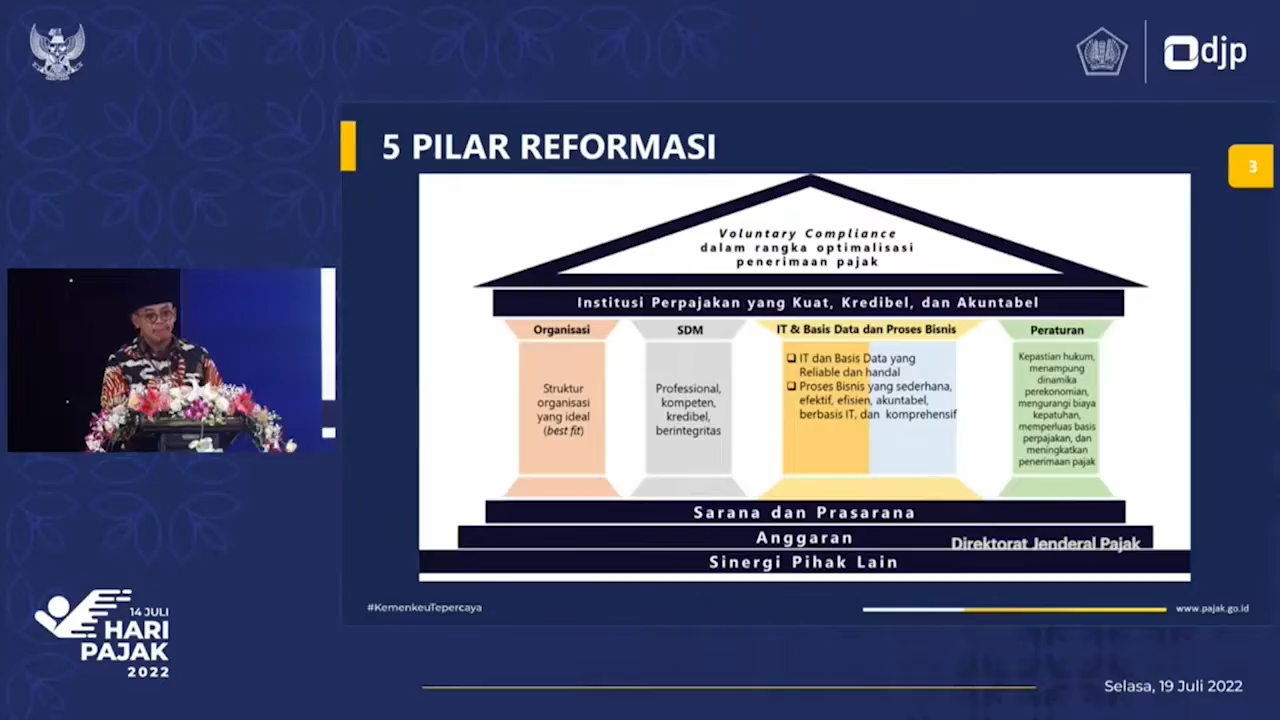 djp
5 PILAR REFORMASI
3
Voluntary Compliance
dalam rangka optimalisasi
penerimaan pajak
Institusi Perpajakan yang Kuat, Kredibel, dan Akuntabel
Organisasi
Struktur
organisasi
yang ideal
(best fit)
SDM
Professional,
kompeten,
kredibel,
berintegritas
IT & Basis Data dan Proses Bisnis
❑ IT dan Basis Data yang
Reliable dan handal
❑ Proses Bisnis yang sederhana,
efektif, efisien, akuntabel,
berbasis IT, dan komprehensif
Peraturan
Kepastian hukum,
menampung
dinamika
perekonomian,
mengurangi biaya
kepatuhan,
memperluas basis
perpajakan, dan
meningkatkan
penerimaan pajak
Sarana dan Prasarana
Anggaran
Direktorat Jenderal Pajak
Sinergi Pihak Lain
#KemenkeuTepercaya
www.pajak.go.id
14 JULI
HARI
PAJAK
2022
Selasa, 19 Juli 2022